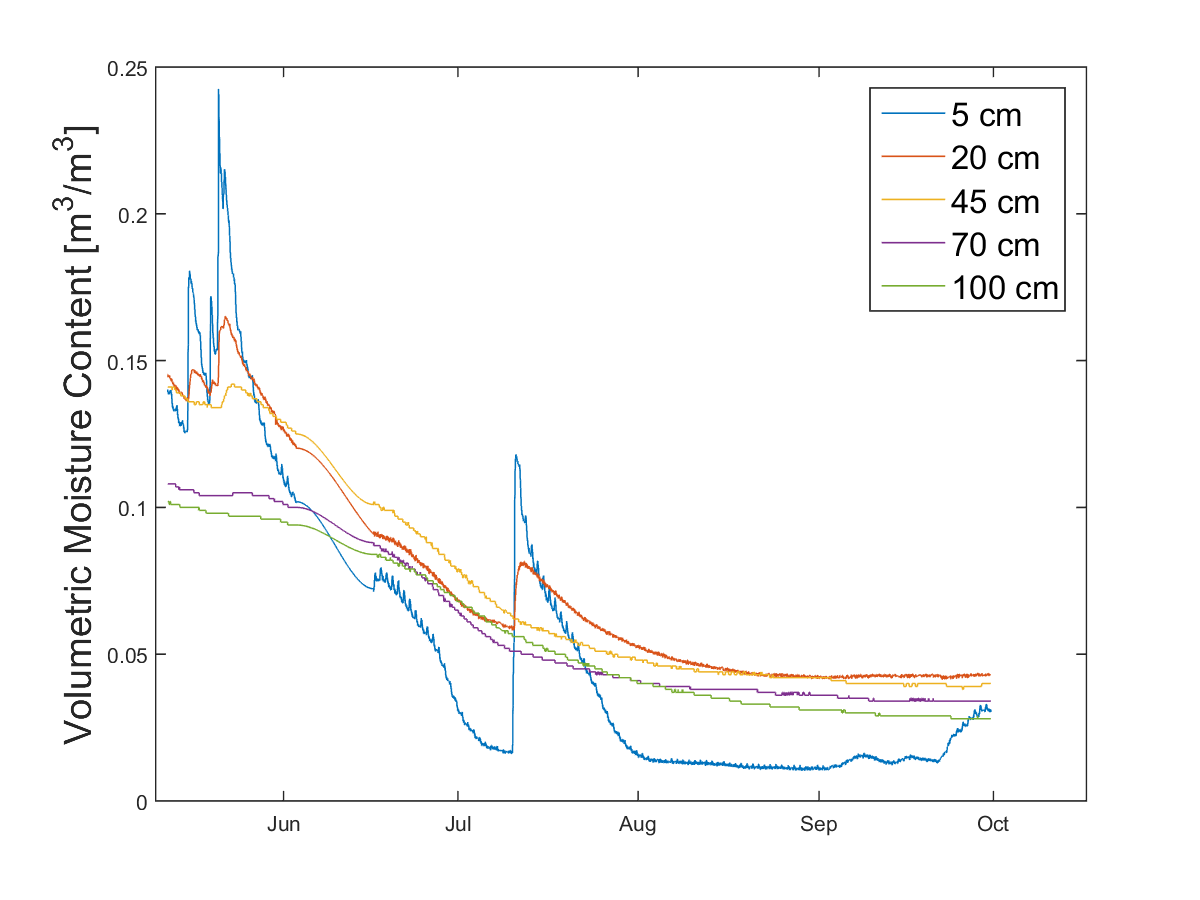 Volumetric Moisture Content [m³/m³]
0.25
0.2
0.15
0.1
0.05
0
Jun Jul Aug Sep Oct
5 cm
20 cm
45 cm
70 cm
100 cm